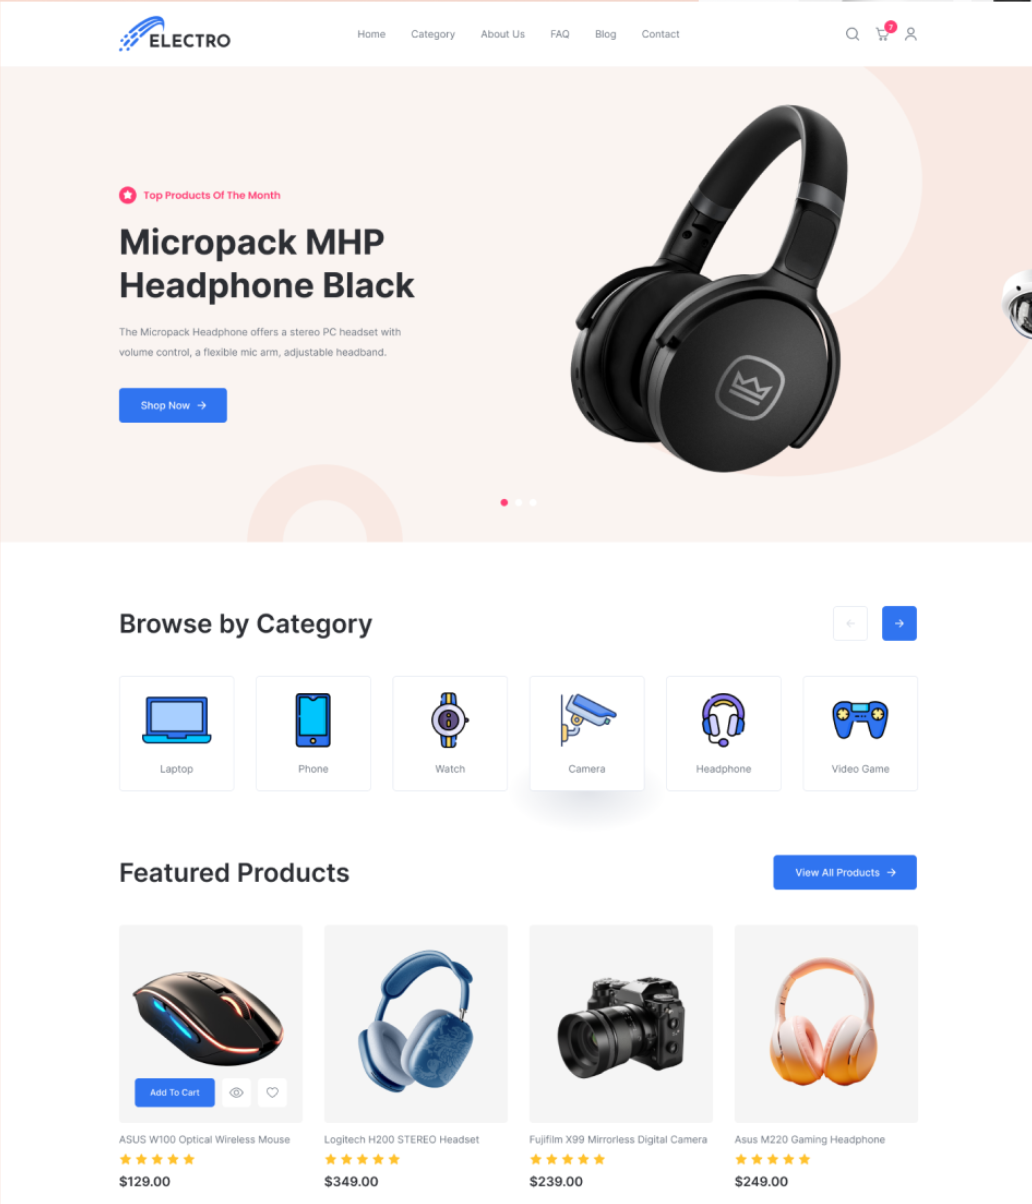 ELECTRO
Home Category About Us FAQ Blog Contact
7
Top Products Of The Month
Micropack MHP
Headphone Black
The Micropack Headphone offers a stereo PC headset with
volume control, a flexible mic arm, adjustable headband.
Shop Now
Browse by Category
Laptop Phone Watch Camera Headphone Video Game
Featured Products
View All Products
Add To Cart
ASUS W100 Optical Wireless Mouse
$129.00
Logitech H200 STEREO Headset
$349.00
Fujifilm X99 Mirrorless Digital Camera
$239.00
Asus M220 Gaming Headphone
$249.00